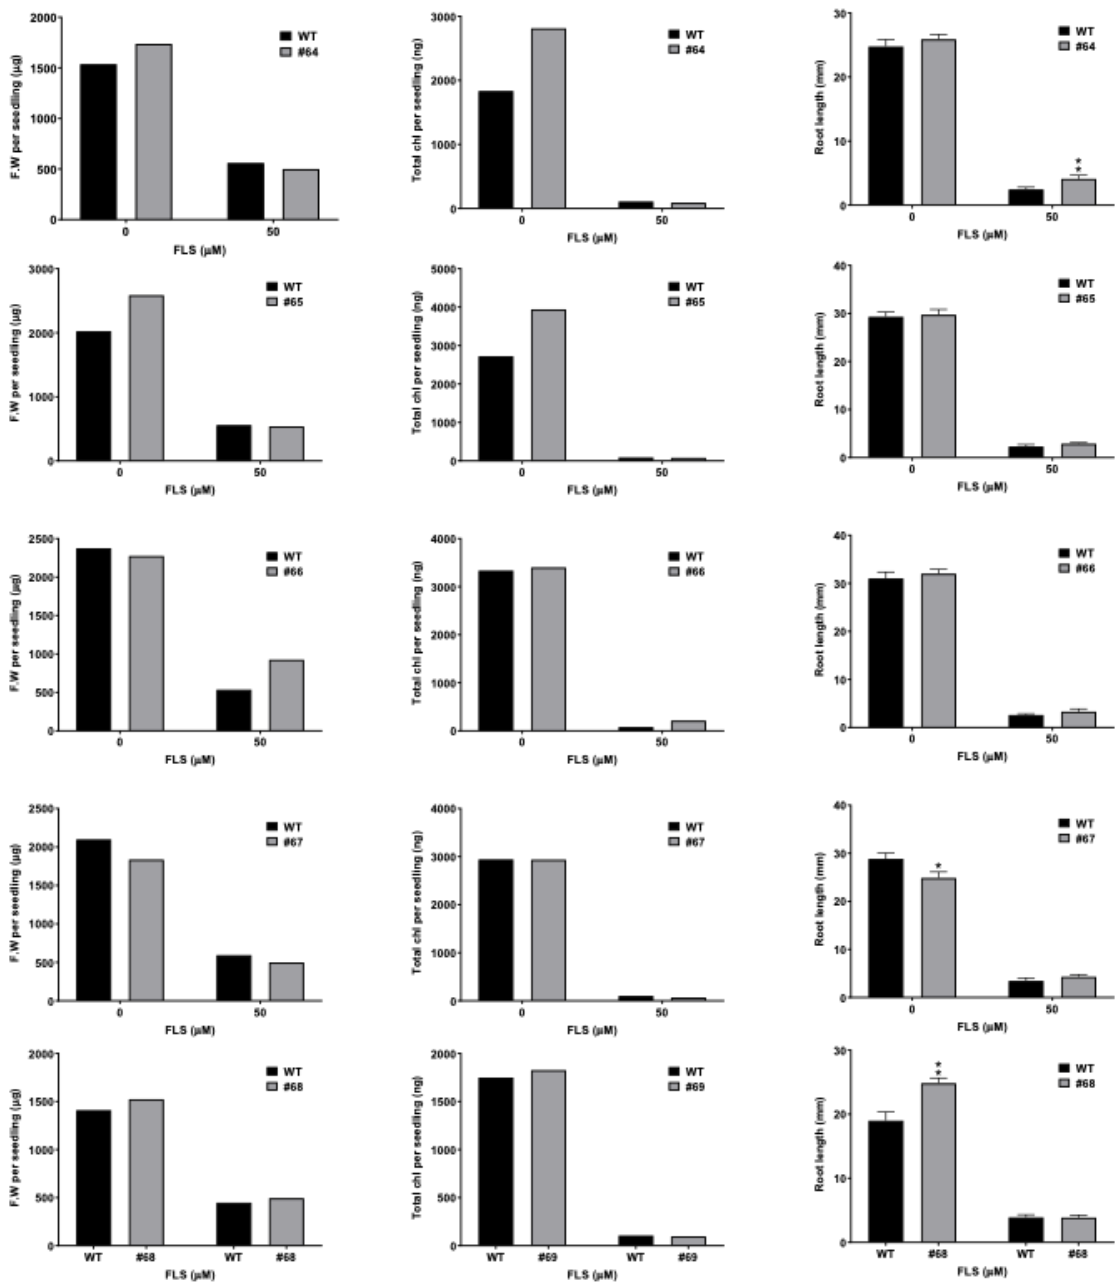 F.W per seedling (µg)
2000
1500
1000
500
0
WT
#64
0 50
FLS (µM)
Total chl per seedling (ng)
3000
2000
1000
0
WT
#64
0 50
FLS (µM)
Root length (mm)
30
20
10
0
WT
#64
**
0 50
FLS (µM)
F.W per seedling (µg)
3000
2000
1000
0
WT
#65
0 50
FLS (µM)
Total chl per seedling (ng)
5000
4000
3000
2000
1000
0
WT
#65
0 50
FLS (µM)
Root length (mm)
40
30
20
10
0
WT
#65
0 50
FLS (µM)
F.W per seedling (µg)
2500
2000
1500
1000
500
0
WT
#66
0 50
FLS (µM)
Total chl per seedling (ng)
4000
3000
2000
1000
0
WT
#66
0 50
FLS (µM)
Root length (mm)
40
30
20
10
0
WT
#66
0 50
FLS (µM)
F.W per seedling (µg)
2500
2000
1500
1000
500
0
WT
#67
0 50
FLS (µM)
Total chl per seedling (ng)
4000
3000
2000
1000
0
WT
#67
0 50
FLS (µM)
Root length (mm)
40
30
20
10
0
WT
#67
*
0 50
FLS (µM)
F.W per seedling (µg)
2000
1500
1000
500
0
WT
#68
WT #68 WT #68
FLS (µM)
Total chl per seedling (ng)
2000
1500
1000
500
0
WT
#69
WT #69 WT #69
FLS (µM)
Root length (mm)
30
20
10
0
WT
#68
**
WT #68 WT #68
FLS (µM)